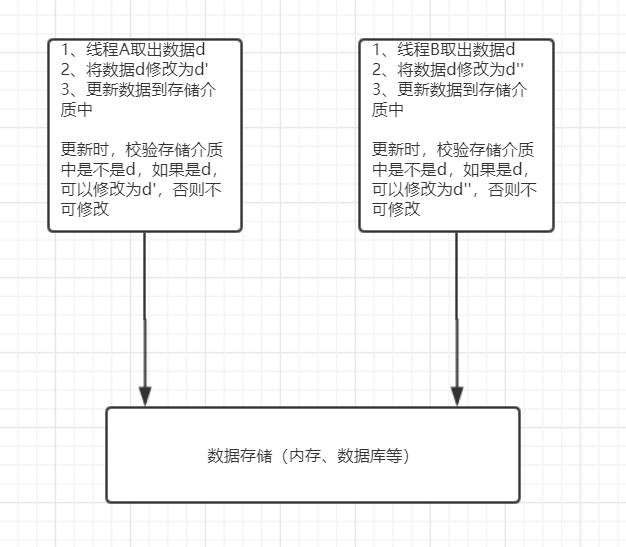 1、线程A取出数据d
2、将数据d修改为d'
3、更新数据到存储介
质中
更新时，校验存储介质
中是不是d，如果是d，
可以修改为d'，否则不
可修改
1、线程B取出数据d
2、将数据d修改为d''
3、更新数据到存储介
质中
更新时，校验存储介质
中是不是d，如果是d，
可以修改为d''，否则不
可修改
数据存储（内存、数据库等）